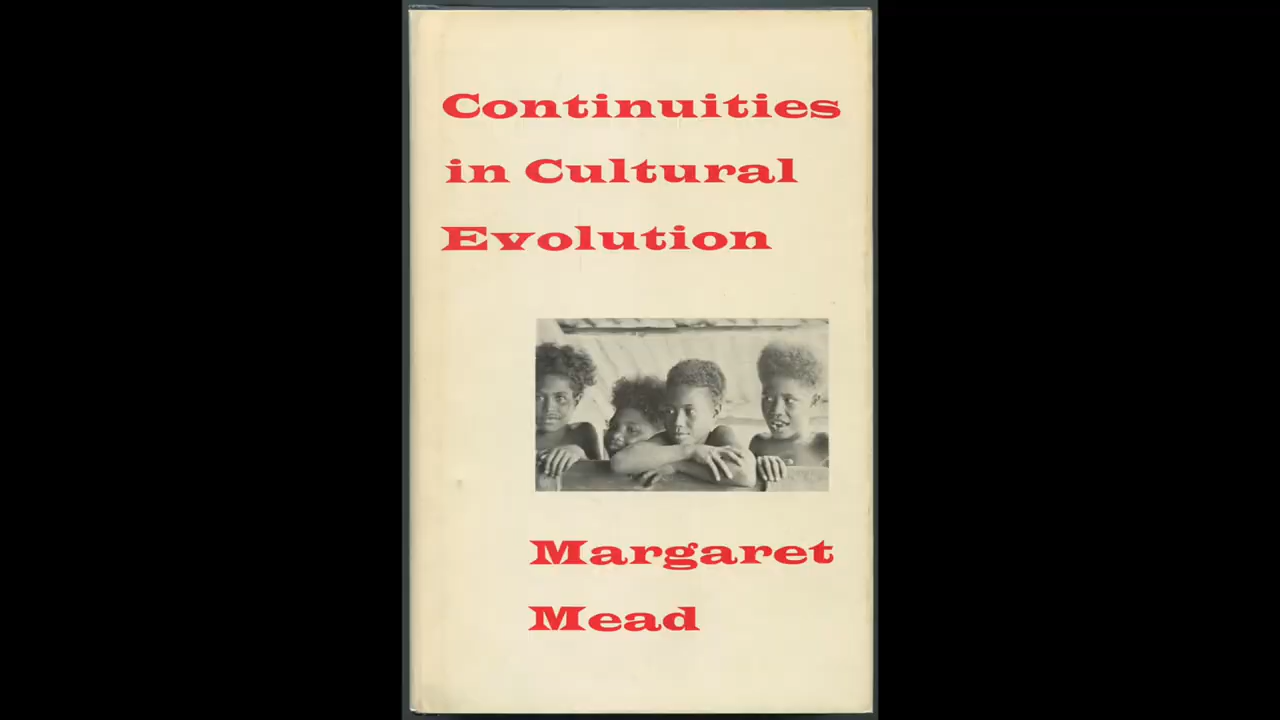 Continuities
in Cultural
Evolution
Margaret
Mead